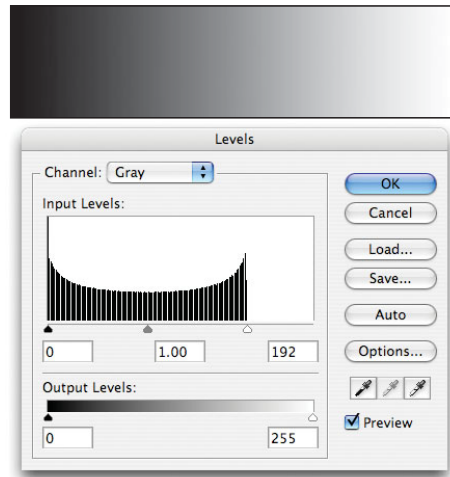 Levels
Channel: Gray
OK
Input Levels:
Cancel
Load...
Save...
Auto
0 1.00 192
Options...
Output Levels:
Preview
0 255